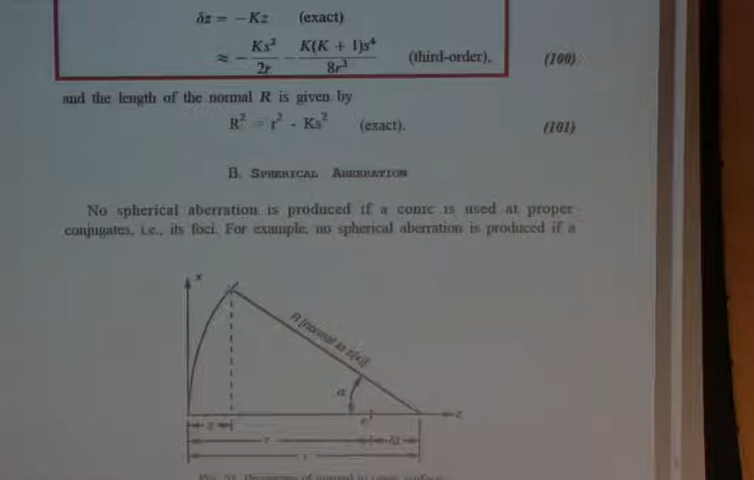 δz = −Kz (exact)
≈ − Ks²/2r − K(K + 1)s⁴/8r³ (third-order). (100)
and the length of the normal R is given by
R² = r² - Ks² (exact). (101)
B. SPHERICAL ABERRATION
No spherical aberration is produced if a conic is used at proper
conjugates, i.e., its foci. For example, no spherical aberration is produced if a
x
R [normal to z(x)]
α
z
z
r
δz